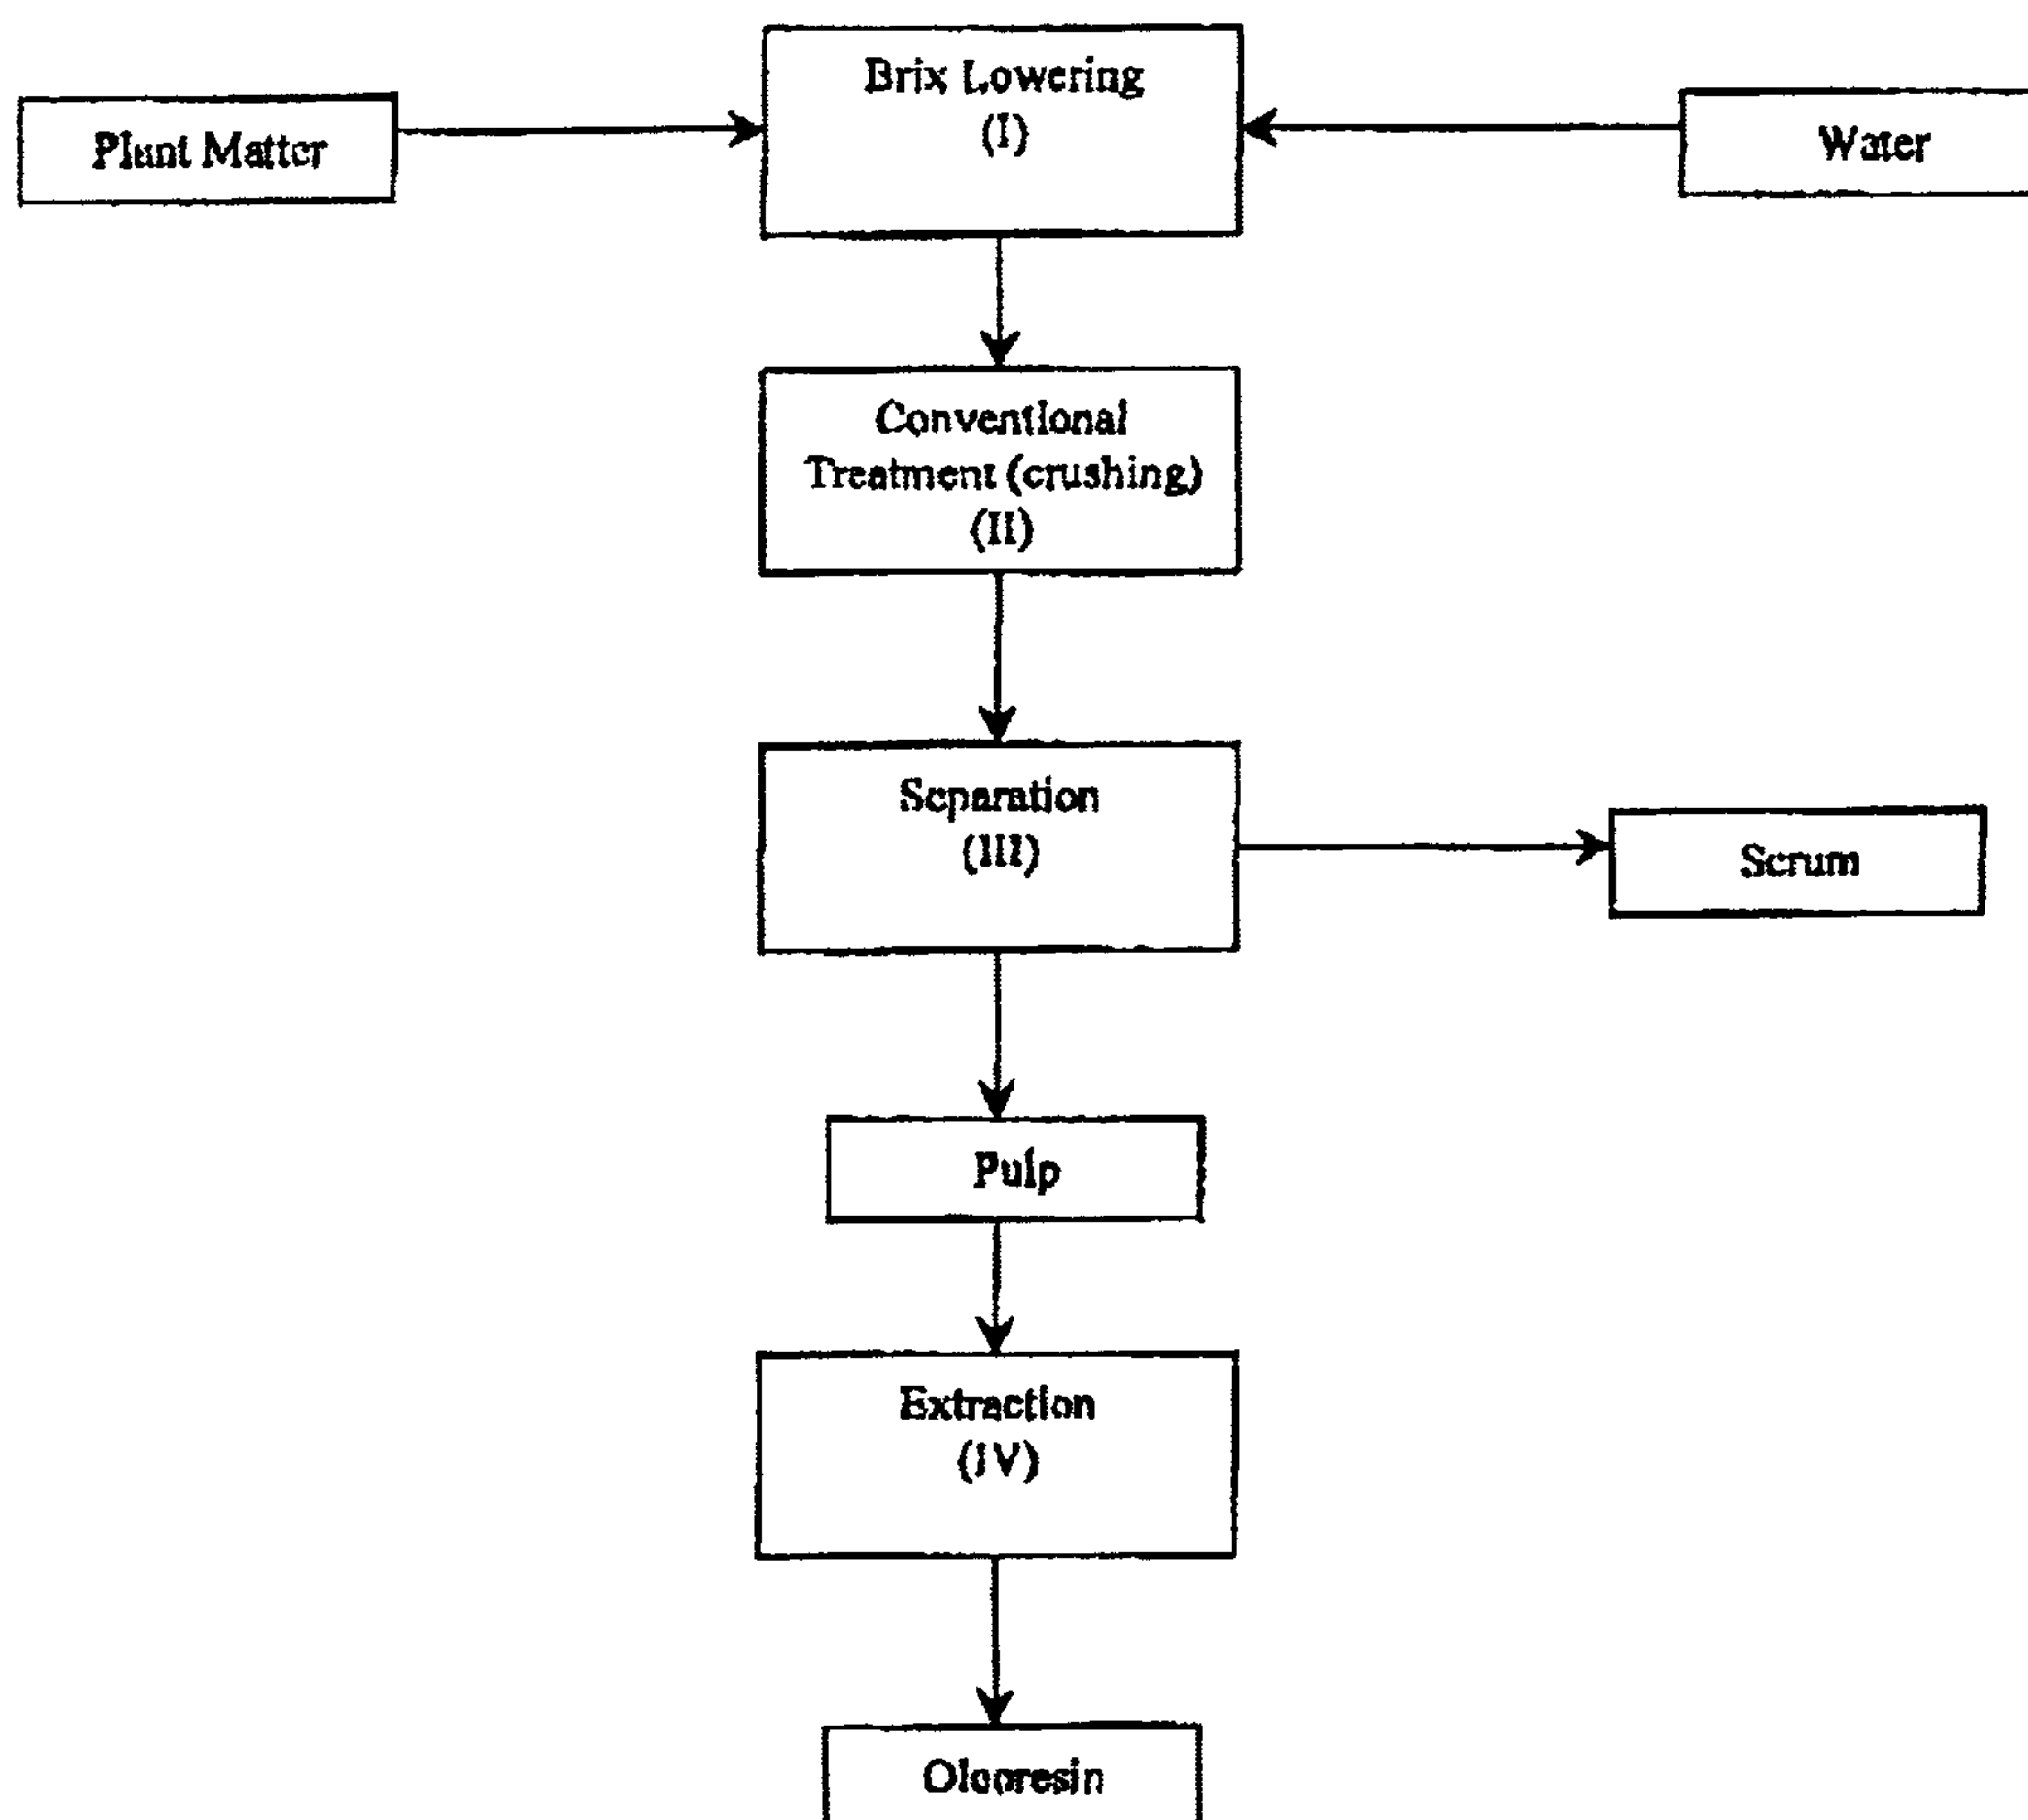 Plant Matter
Brix Lowering
(I)
Water
Conventional
Treatment (crushing)
(II)
Separation
(III)
Serum
Pulp
Extraction
(IV)
Oleoresin